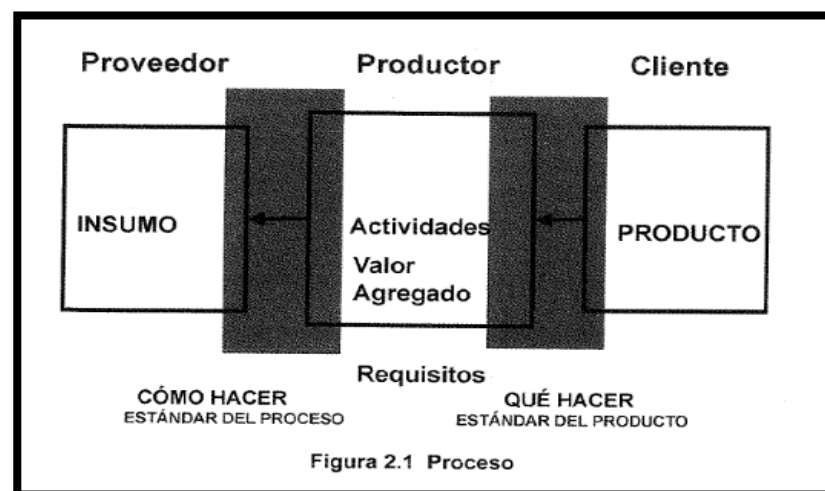 Proveedor Productor Cliente
INSUMO
Actividades
Valor
Agregado
PRODUCTO
Requisitos
CÓMO HACER
ESTÁNDAR DEL PROCESO
QUÉ HACER
ESTÁNDAR DEL PRODUCTO
Figura 2.1 Proceso